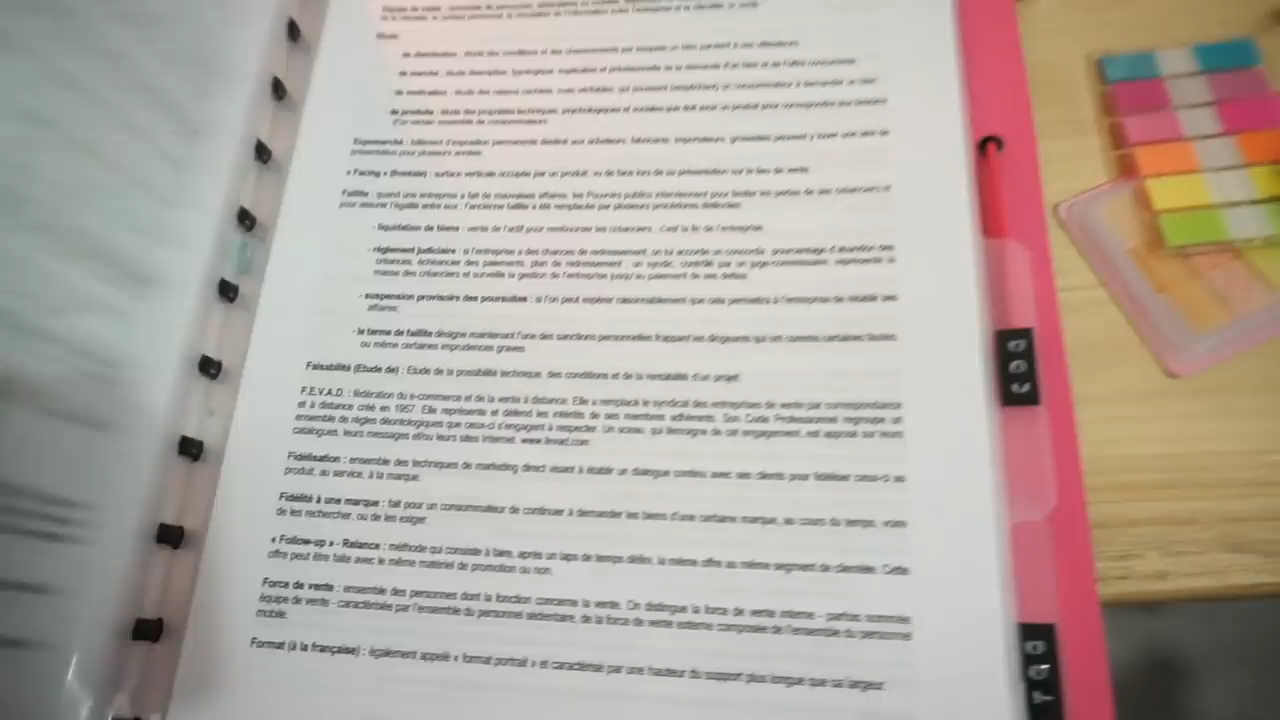 Etude
de distribution : étude des conditions et des cheminements par lesquels un bien parvient à ses utilisateurs.
de marché : étude descriptive, typologique, explicative et prévisionnelle de la demande d'un bien et de l'offre concurrente.
de motivation : étude des raisons cachées, mais véritables, qui poussent (empêchent) un consommateur à demander un bien.
de produits : étude des propriétés techniques, psychologiques et sociales que doit avoir un produit pour correspondre aux besoins
d'un certain ensemble de consommateurs.
Expomarché : bâtiment d'exposition permanente destiné aux acheteurs, fabricants, importateurs, grossistes peuvent y louer une aire de
présentation pour plusieurs années.
« Facing » (frontale) : surface verticale occupée par un produit, vu de face lors de sa présentation sur le lieu de vente.
Faillite : quand une entreprise a fait de mauvaises affaires, les Pouvoirs publics interviennent pour limiter les pertes de ses créanciers et
pour assurer l'égalité entre eux ; l'ancienne faillite a été remplacée par plusieurs procédures distinctes:
- liquidation de biens : vente de l'actif pour rembourser les créanciers : c'est la fin de l'entreprise.
- règlement judiciaire : si l'entreprise a des chances de redressement, on lui accorde un concordat : pourcentage d'abandon des
créances, échéancier des paiements, plan de redressement : un syndic, contrôlé par un juge-commissaire, représente la
masse des créanciers et surveille la gestion de l'entreprise jusqu'au paiement de ses dettes.
- suspension provisoire des poursuites : si l'on peut espérer raisonnablement que cela permettra à l'entreprise de rétablir ses
affaires;
- le terme de faillite désigne maintenant l'une des sanctions personnelles frappant les dirigeants qui ont commis certaines fautes
ou même certaines imprudences graves.
Faisabilité (Etude de) : Etude de la possibilité technique, des conditions et de la rentabilité d'un projet.
F.E.V.A.D. : fédération du e-commerce et de la vente à distance. Elle a remplacé le syndicat des entreprises de vente par correspondance
et à distance créé en 1957. Elle représente et défend les intérêts de ses membres adhérents. Son Code Professionnel regroupe un
ensemble de règles déontologiques que ceux-ci s'engagent à respecter. Un sceau, qui témoigne de cet engagement, est apposé sur leurs
catalogues, leurs messages et/ou leurs sites Internet. www.fevad.com
Fidélisation : ensemble des techniques de marketing direct visant à établir un dialogue continu avec ses clients pour fidéliser ceux-ci au
produit, au service, à la marque.
Fidélité à une marque : fait pour un consommateur de continuer à demander les biens d'une certaine marque, au cours du temps, voire
de les rechercher, ou de les exiger.
« Follow-up » - Relance : méthode qui consiste à faire, après un laps de temps défini, la même offre au même segment de clientèle. Cette
offre peut être faite avec le même matériel de promotion ou non.
Force de vente : ensemble des personnes dont la fonction concerne la vente. On distingue la force de vente interne - parfois nommée
équipe de vente - caractérisée par l'ensemble du personnel sédentaire, de la force de vente externe composée de l'ensemble du personnel
mobile.
Format (à la française) : également appelé « format portrait » et caractérisé par une hauteur du support plus longue que sa largeur.